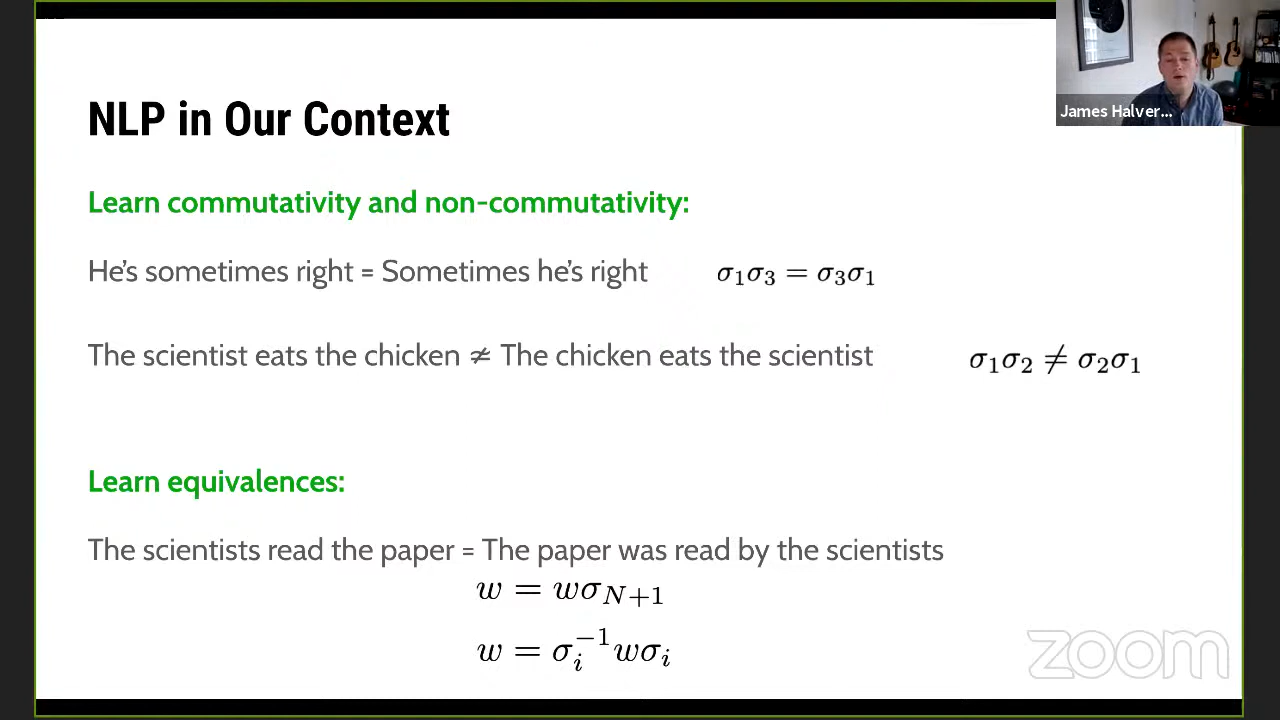 NLP in Our Context
James Halver...
Learn commutativity and non-commutativity:
He's sometimes right = Sometimes he's right σ₁σ₃ = σ₃σ₁
The scientist eats the chicken ≠ The chicken eats the scientist σ₁σ₂ ≠ σ₂σ₁
Learn equivalences:
The scientists read the paper = The paper was read by the scientists
w = wσ_{N+1}
w = σ_i^{-1}wσ_i
zoom